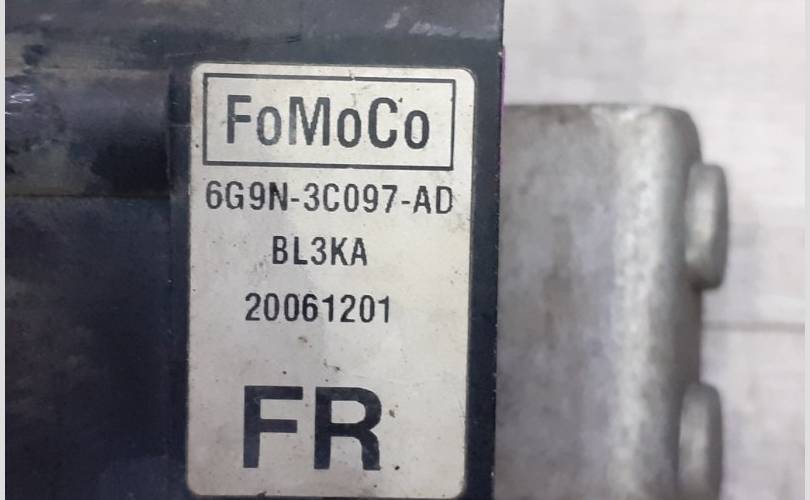 FoMoCo
6G9N-3C097-AD
BL3KA
20061201
FR